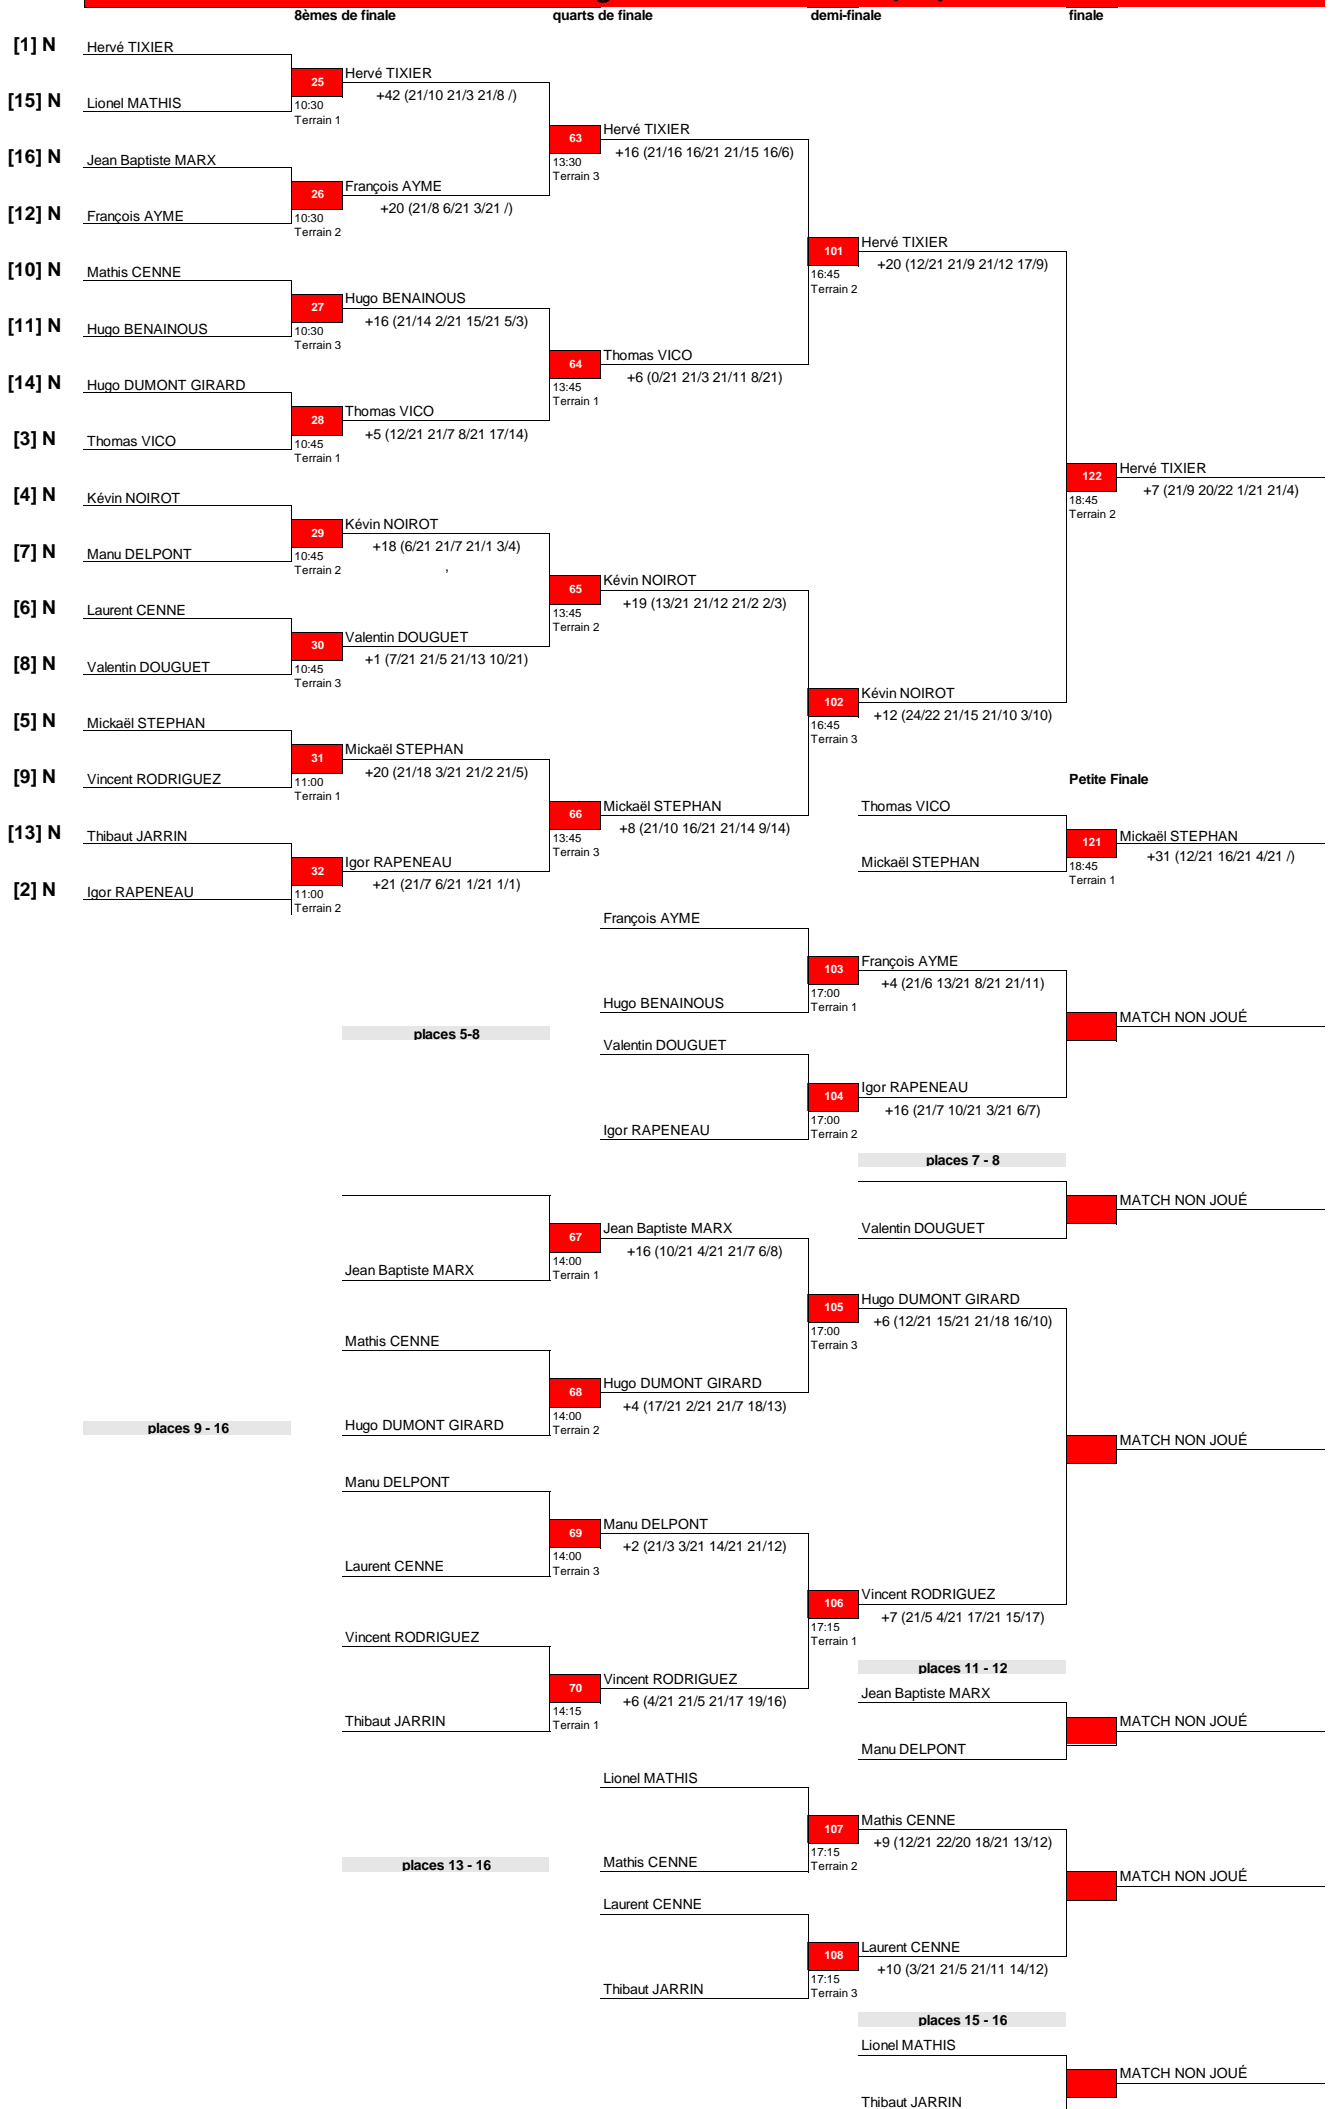 8èmes de finale quarts de finale demi-finale finale
[1] N Hervé TIXIER
25 Hervé TIXIER
+42 (21/10 21/3 21/8 /)
[15] N Lionel MATHIS 10:30
Terrain 1
63 Hervé TIXIER
+16 (21/16 16/21 21/15 16/6)
[16] N Jean Baptiste MARX 13:30
Terrain 3
26 François AYME
+20 (21/8 6/21 3/21 /)
[12] N François AYME 10:30
Terrain 2
101 Hervé TIXIER
+20 (12/21 21/9 21/12 17/9)
[10] N Mathis CENNE 16:45
Terrain 2
27 Hugo BENAINOUS
+16 (21/14 2/21 15/21 5/3)
[11] N Hugo BENAINOUS 10:30
Terrain 3
64 Thomas VICO
+6 (0/21 21/3 21/11 8/21)
[14] N Hugo DUMONT GIRARD 13:45
Terrain 1
28 Thomas VICO
+5 (12/21 21/7 8/21 17/14)
[3] N Thomas VICO 10:45
Terrain 1
122 Hervé TIXIER
+7 (21/9 20/22 1/21 21/4)
[4] N Kévin NOIROT 18:45
Terrain 2
29 Kévin NOIROT
+18 (6/21 21/7 21/1 3/4)
[7] N Manu DELPONT 10:45
Terrain 2 ,
65 Kévin NOIROT
+19 (13/21 21/12 21/2 2/3)
[6] N Laurent CENNE 13:45
Terrain 2
30 Valentin DOUGUET
+1 (7/21 21/5 21/13 10/21)
[8] N Valentin DOUGUET 10:45
Terrain 3
102 Kévin NOIROT
+12 (24/22 21/15 21/10 3/10)
[5] N Mickaël STEPHAN 16:45
Terrain 3
31 Mickaël STEPHAN
+20 (21/18 3/21 21/2 21/5)
[9] N Vincent RODRIGUEZ 11:00 Petite Finale
Terrain 1
66 Mickaël STEPHAN Thomas VICO
+8 (21/10 16/21 21/14 9/14)
[13] N Thibaut JARRIN 13:45 121 Mickaël STEPHAN
Terrain 3 +31 (12/21 16/21 4/21 /)
32 Igor RAPENEAU Mickaël STEPHAN 18:45
+21 (21/7 6/21 1/21 1/1) Terrain 1
[2] N Igor RAPENEAU 11:00
Terrain 2
François AYME
103 François AYME
+4 (21/6 13/21 8/21 21/11)
Hugo BENAINOUS 17:00
Terrain 1
MATCH NON JOUÉ
places 5-8
Valentin DOUGUET
104 Igor RAPENEAU
+16 (21/7 10/21 3/21 6/7)
Igor RAPENEAU 17:00
Terrain 2
places 7 - 8
MATCH NON JOUÉ
67 Jean Baptiste MARX Valentin DOUGUET
+16 (10/21 4/21 21/7 6/8)
Jean Baptiste MARX 14:00
Terrain 1
105 Hugo DUMONT GIRARD
+6 (12/21 15/21 21/18 16/10)
Mathis CENNE 17:00
Terrain 3
68 Hugo DUMONT GIRARD
+4 (17/21 2/21 21/7 18/13)
places 9 - 16 Hugo DUMONT GIRARD 14:00
Terrain 2
MATCH NON JOUÉ
Manu DELPONT
69 Manu DELPONT
+2 (21/3 3/21 14/21 21/12)
Laurent CENNE 14:00
Terrain 3
106 Vincent RODRIGUEZ
+7 (21/5 4/21 17/21 15/17)
Vincent RODRIGUEZ 17:15
Terrain 1
places 11 - 12
70 Vincent RODRIGUEZ Jean Baptiste MARX
+6 (4/21 21/5 21/17 19/16)
Thibaut JARRIN 14:15
Terrain 1
MATCH NON JOUÉ
Manu DELPONT
Lionel MATHIS
107 Mathis CENNE
+9 (12/21 22/20 18/21 13/12)
places 13 - 16 Mathis CENNE 17:15
Terrain 2
MATCH NON JOUÉ
Laurent CENNE
108 Laurent CENNE
+10 (3/21 21/5 21/11 14/12)
Thibaut JARRIN 17:15
Terrain 3
places 15 - 16
Lionel MATHIS
MATCH NON JOUÉ
Thibaut JARRIN